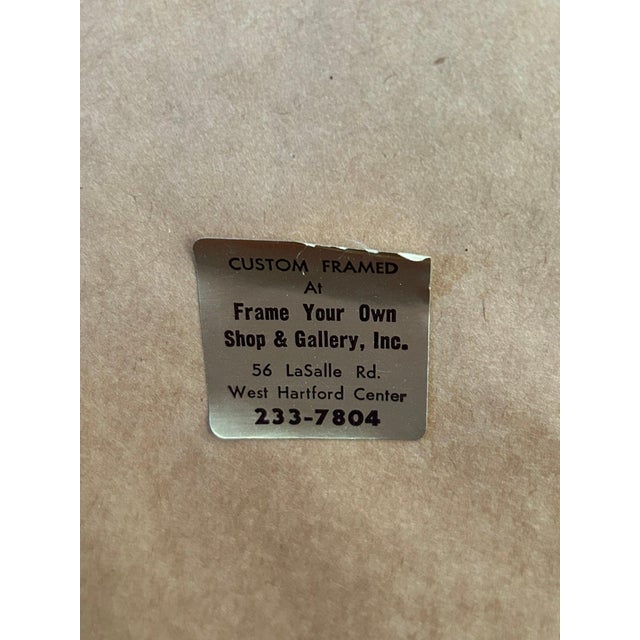 CUSTOM FRAMED
At
Frame Your Own
Shop & Gallery, Inc.
56 LaSalle Rd.
West Hartford Center
233-7804